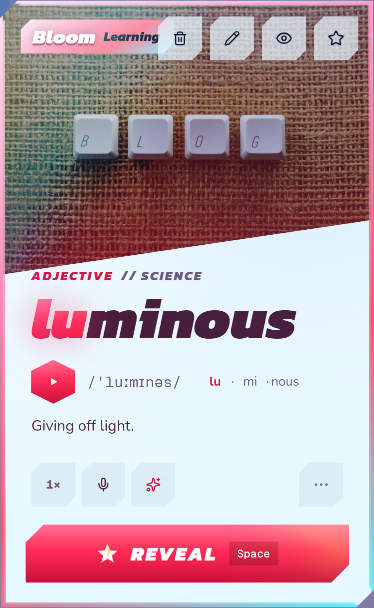 Bloom Learning
B L O G
ADJECTIVE // SCIENCE
luminous
/ˈluːmɪnəs/ lu · mi · nous
Giving off light.
1×
...
REVEAL Space